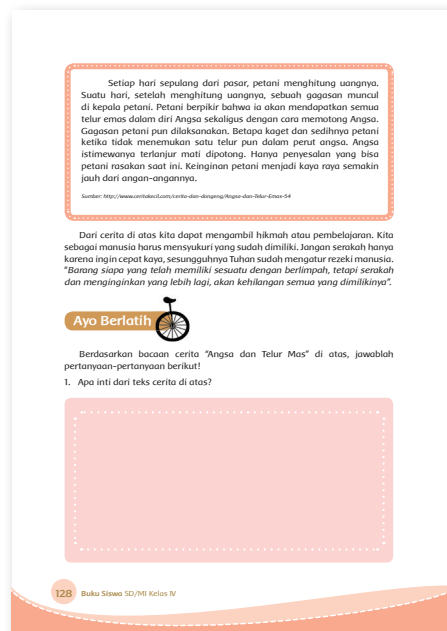 Setiap hari sepulang dari pasar, petani menghitung uangnya.
Suatu hari, setelah menghitung uangnya, sebuah gagasan muncul
di kepala petani. Petani berpikir bahwa ia akan mendapatkan semua
telur emas dalam diri Angsa sekaligus dengan cara memotong Angsa.
Gagasan petani pun dilaksanakan. Betapa kaget dan sedihnya petani
ketika tidak menemukan satu telur pun dalam perut angsa. Angsa
istimewanya terlanjur mati dipotong. Hanya penyesalan yang bisa
petani rasakan saat ini. Keinginan petani menjadi kaya raya semakin
jauh dari angan-angannya.
Sumber: http://www.ceritakecil.com/cerita-dan-dongeng/Angsa-dan-Telur-Emas-54
Dari cerita di atas kita dapat mengambil hikmah atau pembelajaran. Kita
sebagai manusia harus mensyukuri yang sudah dimiliki. Jangan serakah hanya
karena ingin cepat kaya, sesungguhnya Tuhan sudah mengatur rezeki manusia.
"Barang siapa yang telah memiliki sesuatu dengan berlimpah, tetapi serakah
dan menginginkan yang lebih lagi, akan kehilangan semua yang dimilikinya".
Ayo Berlatih
Berdasarkan bacaan cerita "Angsa dan Telur Mas" di atas, jawablah
pertanyaan-pertanyaan berikut!
1. Apa inti dari teks cerita di atas?
128 Buku Siswa SD/MI Kelas IV